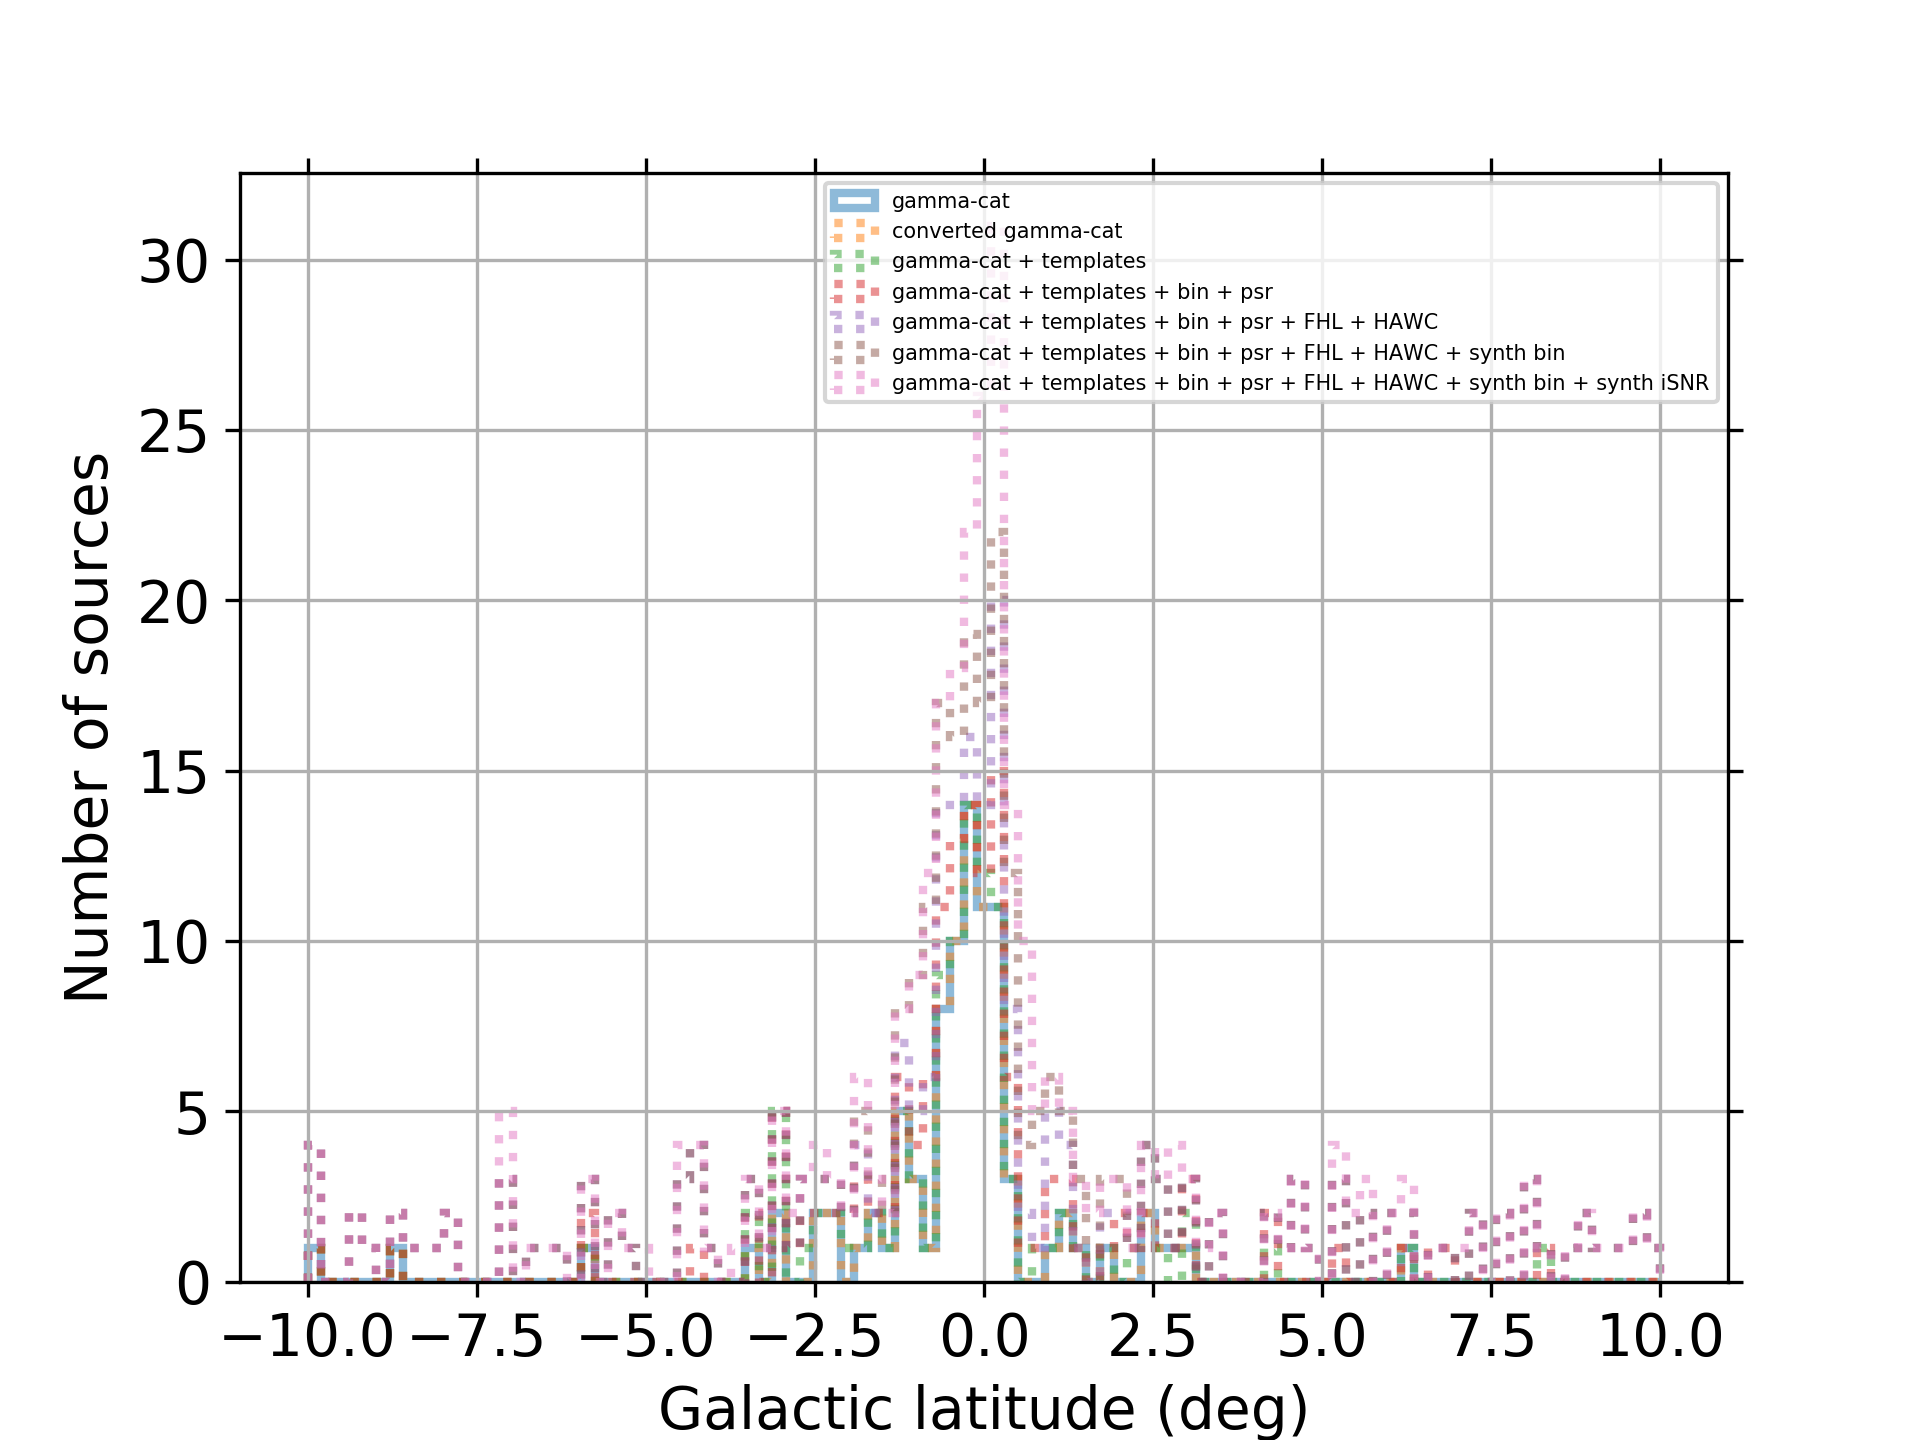 gamma-cat
converted gamma-cat
gamma-cat + templates
gamma-cat + templates + bin + psr
gamma-cat + templates + bin + psr + FHL + HAWC
gamma-cat + templates + bin + psr + FHL + HAWC + synth bin
gamma-cat + templates + bin + psr + FHL + HAWC + synth bin + synth iSNR
30
25
20
15
10
5
0
Number of sources
−10.0 −7.5 −5.0 −2.5 0.0 2.5 5.0 7.5 10.0
Galactic latitude (deg)